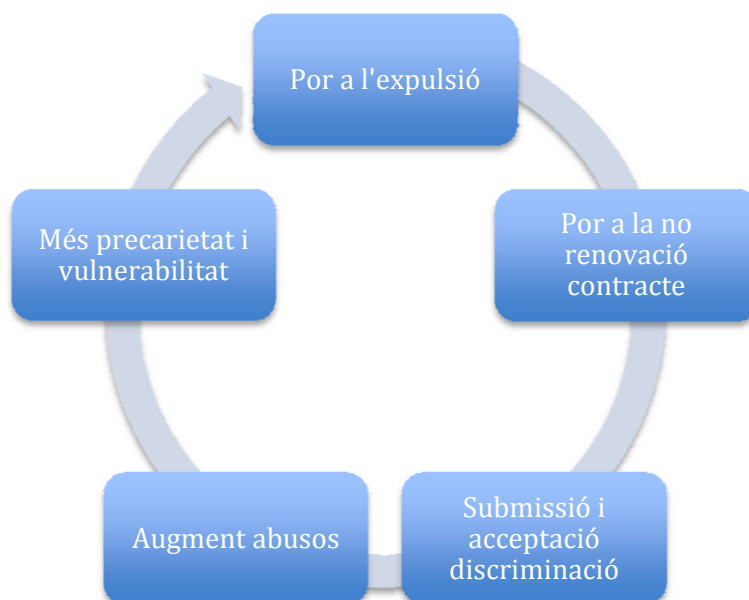 Por a l'expulsió
Por a la no
renovació
contracte
Submissió i
acceptació
discriminació
Augment abusos
Més precarietat i
vulnerabilitat